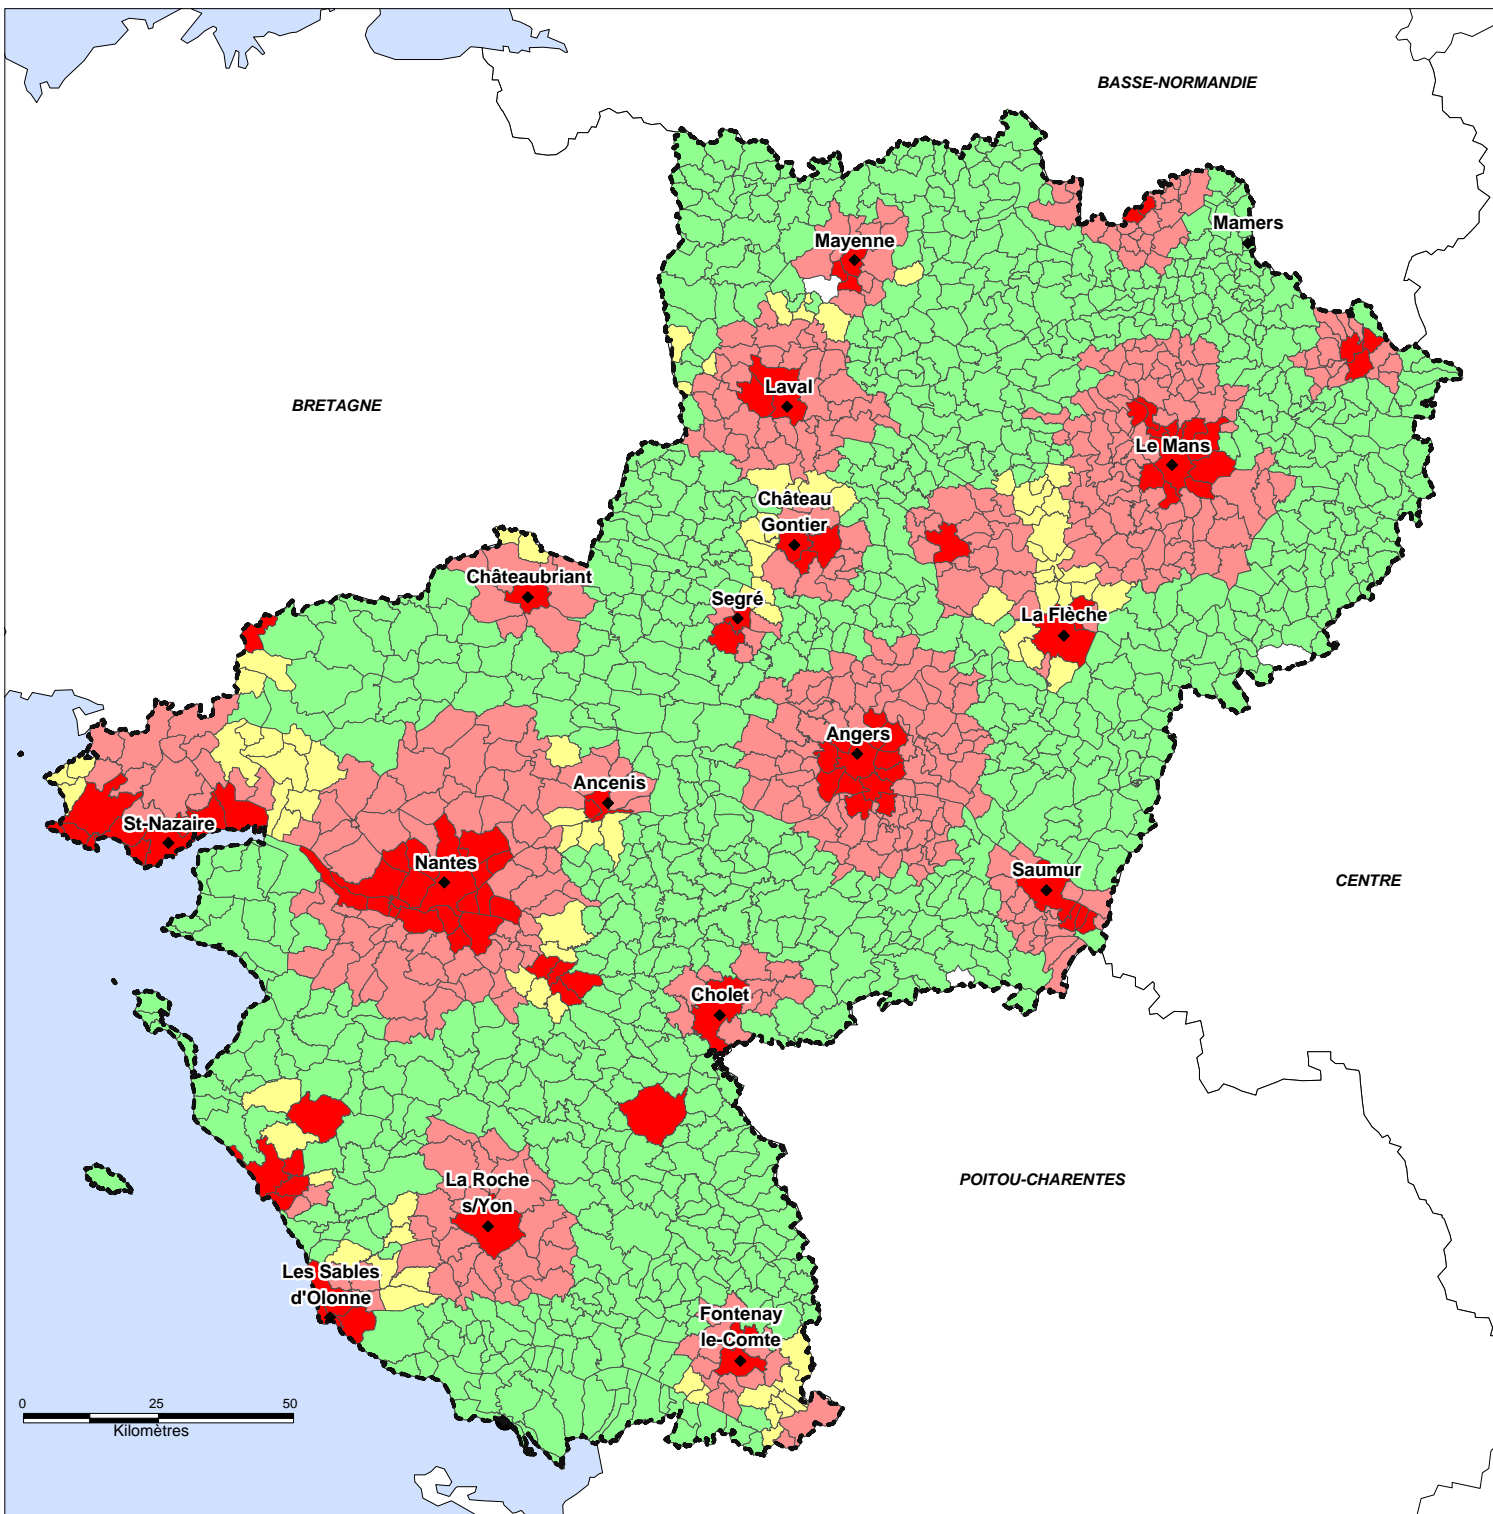 BASSE-NORMANDIE
Mamers
Mayenne
Laval
BRETAGNE
Le Mans
Château
Gontier
Châteaubriant
Segré
La Flèche
Angers
Ancenis
St-Nazaire
Nantes
Saumur
CENTRE
Cholet
La Roche
s/Yon
POITOU-CHARENTES
Les Sables
d'Olonne
Fontenay
le-Comte
0 25 50
Kilomètres